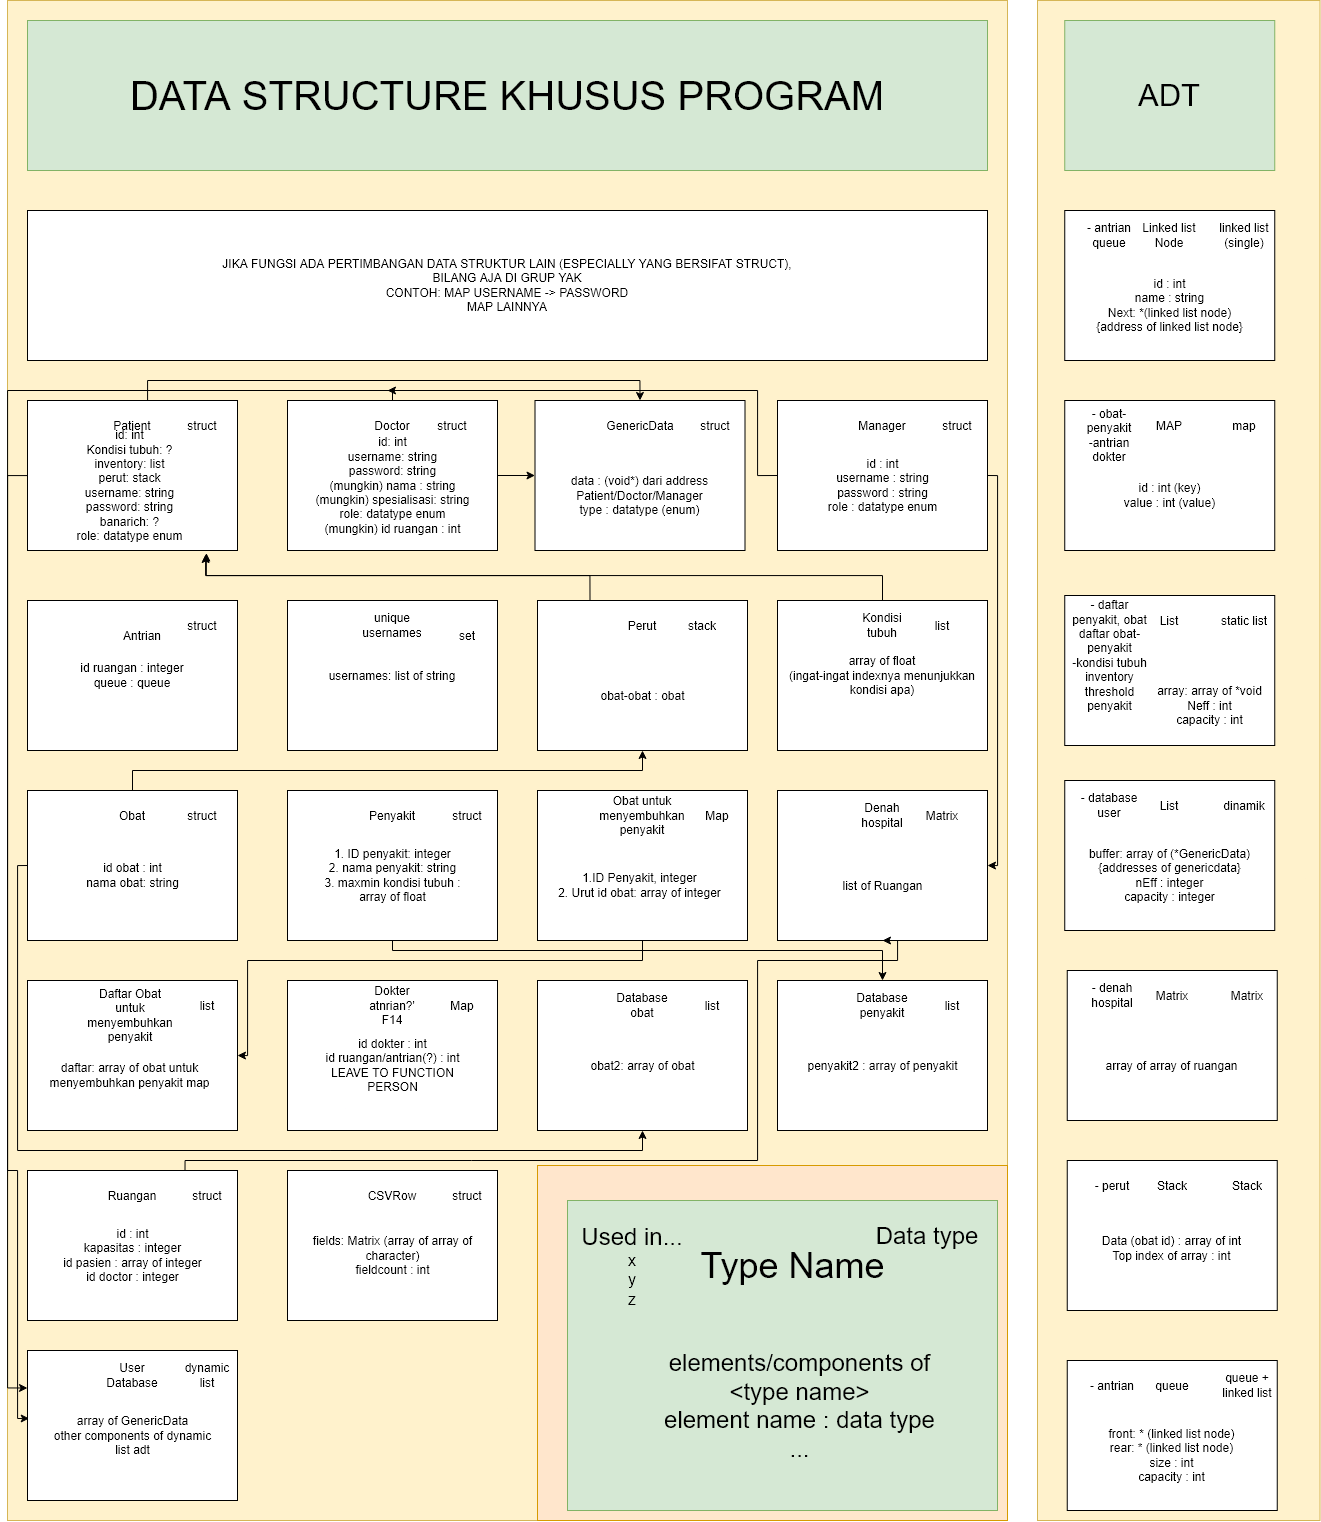 DATA STRUCTURE KHUSUS PROGRAM
JIKA FUNGSI ADA PERTIMBANGAN DATA STRUKTUR LAIN (ESPECIALLY YANG BERSIFAT STRUCT),
BILANG AJA DI GRUP YAK
CONTOH: MAP USERNAME -> PASSWORD
MAP LAINNYA
Patient
struct
id: int
Kondisi tubuh: ?
inventory: list
perut: stack
username: string
password: string
banarich: ?
role: datatype enum
Doctor
struct
id: int
username: string
password: string
(mungkin) nama : string
(mungkin) spesialisasi: string
role: datatype enum
(mungkin) id ruangan : int
GenericData
struct
data : (void*) dari address
Patient/Doctor/Manager
type : datatype (enum)
Manager
struct
id : int
username : string
password : string
role : datatype enum
Antrian
struct
id ruangan : integer
queue : queue
unique
usernames
set
usernames: list of string
Perut
stack
obat-obat : obat
Kondisi
tubuh
list
array of float
(ingat-ingat indexnya menunjukkan
kondisi apa)
Obat
struct
id obat : int
nama obat: string
Penyakit
struct
1. ID penyakit: integer
2. nama penyakit: string
3. maxmin kondisi tubuh :
array of float
Obat untuk
menyembuhkan
penyakit
Map
1.ID Penyakit, integer
2. Urut id obat: array of integer
Denah
hospital
Matrix
list of Ruangan
Daftar Obat
untuk
menyembuhkan
penyakit
list
daftar: array of obat untuk
menyembuhkan penyakit map
Dokter
atnrian?'
F14
Map
id dokter : int
id ruangan/antrian(?) : int
LEAVE TO FUNCTION
PERSON
Database
obat
list
obat2: array of obat
Database
penyakit
list
penyakit2 : array of penyakit
Ruangan
struct
id : int
kapasitas : integer
id pasien : array of integer
id doctor : integer
CSVRow
struct
fields: Matrix (array of array of
character)
fieldcount : int
User
Database
dynamic
list
array of GenericData
other components of dynamic
list adt
Used in...
x
y
z
Type Name
Data type
elements/components of
<type name>
element name : data type
...
ADT
- antrian
queue
Linked list
Node
linked list
(single)
id : int
name : string
Next: *(linked list node)
{address of linked list node}
- obat-
penyakit
-antrian
dokter
MAP
map
id : int (key)
value : int (value)
- daftar
penyakit, obat
daftar obat-
penyakit
-kondisi tubuh
inventory
threshold
penyakit
List
static list
array: array of *void
Neff : int
capacity : int
- database
user
List
dinamik
buffer: array of (*GenericData)
{addresses of genericdata}
nEff : integer
capacity : integer
- denah
hospital
Matrix
Matrix
array of array of ruangan
- perut
Stack
Stack
Data (obat id) : array of int
Top index of array : int
- antrian
queue
queue +
linked list
front: * (linked list node)
rear: * (linked list node)
size : int
capacity : int